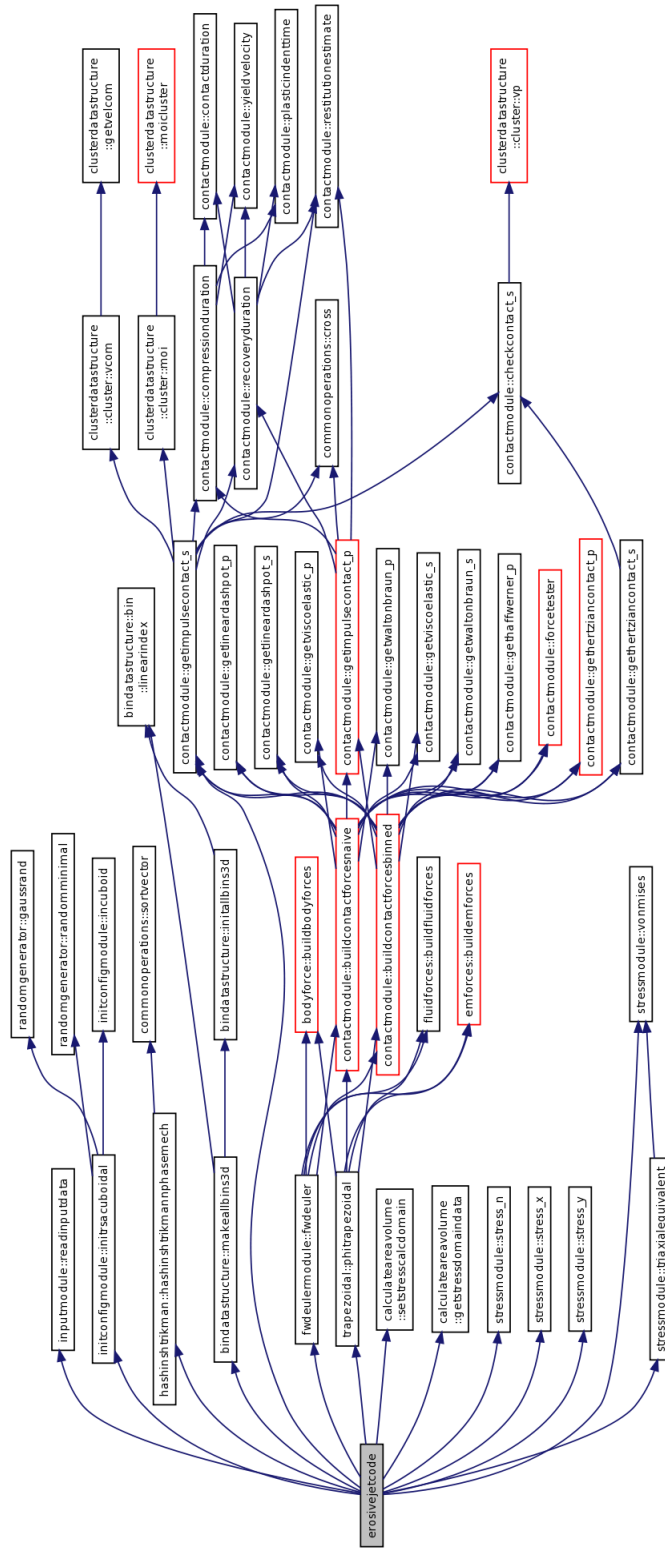 erosivejetcode
inputmodule::readinputdata
initconfigmodule::initrsacuboidal
hashinshtrikman::hashinshtrikmannphasemech
bindatastructure::makeallbins3d
fwdeulermodule::fwdeuler
trapezoidal::phitrapezoidal
calculateareavolume
::setstresscalcdomain
calculateareavolume
::getstressdomaindata
stressmodule::stress_n
stressmodule::stress_x
stressmodule::stress_y
stressmodule::triaxialequivalent
randomgenerator::gaussrand
randomgenerator::randomminimal
initconfigmodule::incuboid
commonoperations::sortvector
bindatastructure::initallbins3d
bodyforce::buildbodyforces
contactmodule::buildcontactforcesnaive
contactmodule::buildcontactforcesbinned
fluidforces::buildfluidforces
emforces::buildemforces
stressmodule::vonmises
bindatastructure::bin
::linearindex
contactmodule::getimpulsecontact_s
contactmodule::getlineardashpot_p
contactmodule::getlineardashpot_s
contactmodule::getviscoelastic_p
contactmodule::getimpulsecontact_p
contactmodule::getwaltonbraun_p
contactmodule::getviscoelastic_s
contactmodule::getwaltonbraun_s
contactmodule::gethaffwerner_p
contactmodule::forcetester
contactmodule::gethertziancontact_p
contactmodule::gethertziancontact_s
clusterdatastructure
::cluster::vcom
clusterdatastructure
::cluster::moi
contactmodule::compressionduration
contactmodule::recoveryduration
commonoperations::cross
contactmodule::checkcontact_s
clusterdatastructure
::getvelcom
clusterdatastructure
::moicluster
contactmodule::contactduration
contactmodule::yieldvelocity
contactmodule::plasticindenttime
contactmodule::restitutionestimate
clusterdatastructure
::cluster::vp